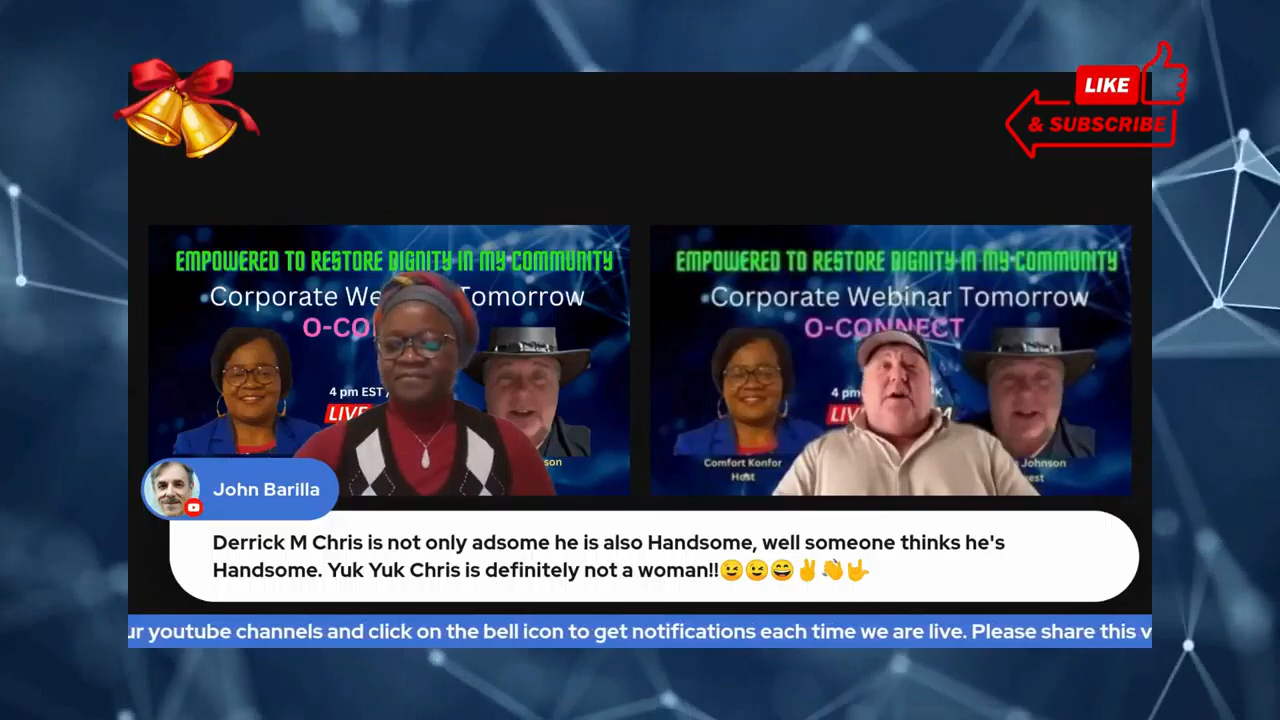 LIKE
& SUBSCRIBE
EMPOWERED TO RESTORE DIGNITY IN MY COMMUNITY
Corporate We Tomorrow
O-CO
4 pm EST
LIVE
son
EMPOWERED TO RESTORE DIGNITY IN MY COMMUNITY
Corporate Webinar Tomorrow
O-CONNECT
4 pm K
LIV M
Comfort Konfor
Host
Johnson
est
John Barilla
Derrick M Chris is not only adsome he is also Handsome, well someone thinks he's
Handsome. Yuk Yuk Chris is definitely not a woman!!😉😉😄✌️👏🤟
ur youtube channels and click on the bell icon to get notifications each time we are live. Please share this v